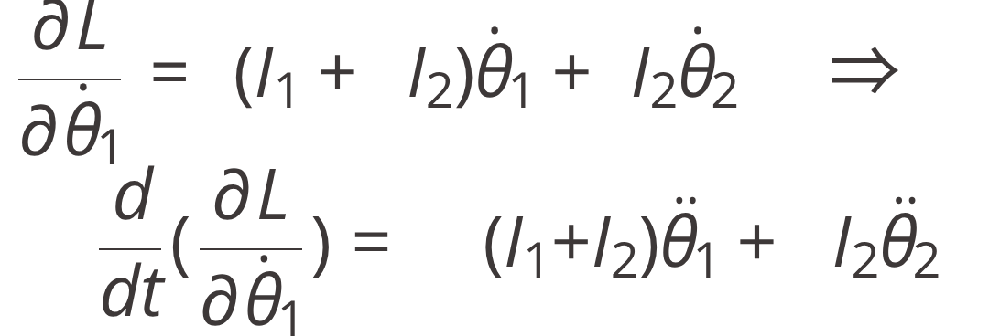 ∂L/∂θ̇₁ = (I₁ + I₂)θ̇₁ + I₂θ̇₂ ⇒
d/dt(∂L/∂θ̇₁) = (I₁+I₂)θ̈₁ + I₂θ̈₂